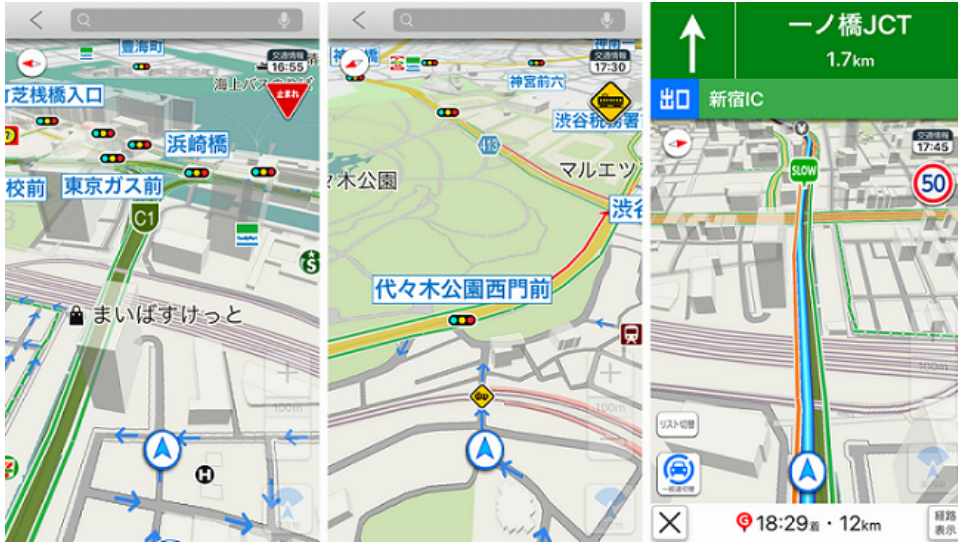 豊海町
交通情報
16:55
海上バスのりば
止まれ
芝桟橋入口
浜崎橋
校前
東京ガス前
C1
FamilyMart
S
まいばすけっと
100m
H
交通情報
17:30
神宮前六
渋谷税務署
413
マルエツ
々木公園
渋谷
代々木公園西門前
100m
一ノ橋JCT
1.7km
出口
新宿IC
交通情報
17:45
SLOW
50
100m
リスト切替
一般道切替
G
18:29着・12km
経路
表示